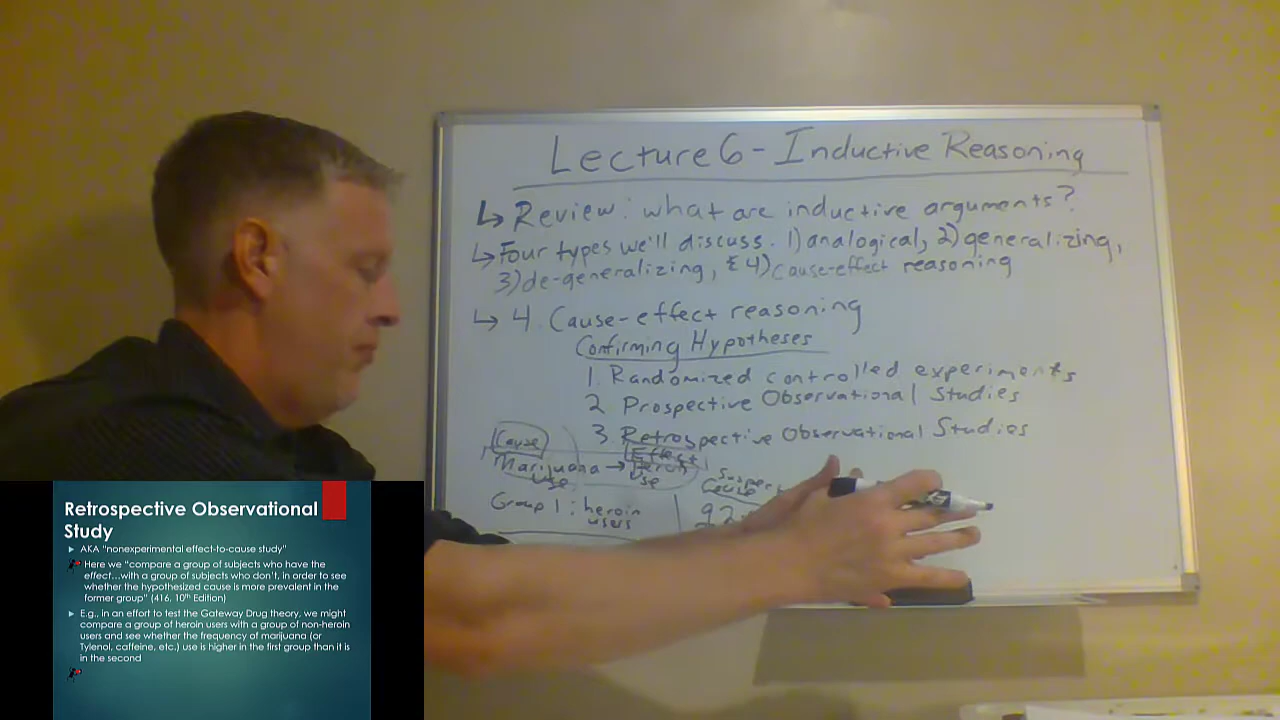 Lecture 6 - Inductive Reasoning
↳ Review: what are inductive arguments?
↳ Four types we'll discuss. 1) analogical, 2) generalizing,
3) de-generalizing, & 4) cause-effect reasoning
↳ 4. Cause-effect reasoning
Confirming Hypotheses
1. Randomized controlled experiments
2 Prospective Observational Studies
3. Retrospective Observational Studies
Cause
Effect
Marijuana → Heroin
use
use
Group 1: heroin
users
Cause
92
Retrospective Observational
Study
► AKA "nonexperimental effect-to-cause study"
Here we "compare a group of subjects who have the
effect…with a group of subjects who don't, in order to see
whether the hypothesized cause is more prevalent in the
former group" (416, 10th Edition)
► E.g., in an effort to test the Gateway Drug theory, we might
compare a group of heroin users with a group of non-heroin
users and see whether the frequency of marijuana (or
Tylenol, caffeine, etc.) use is higher in the first group than it is
in the second